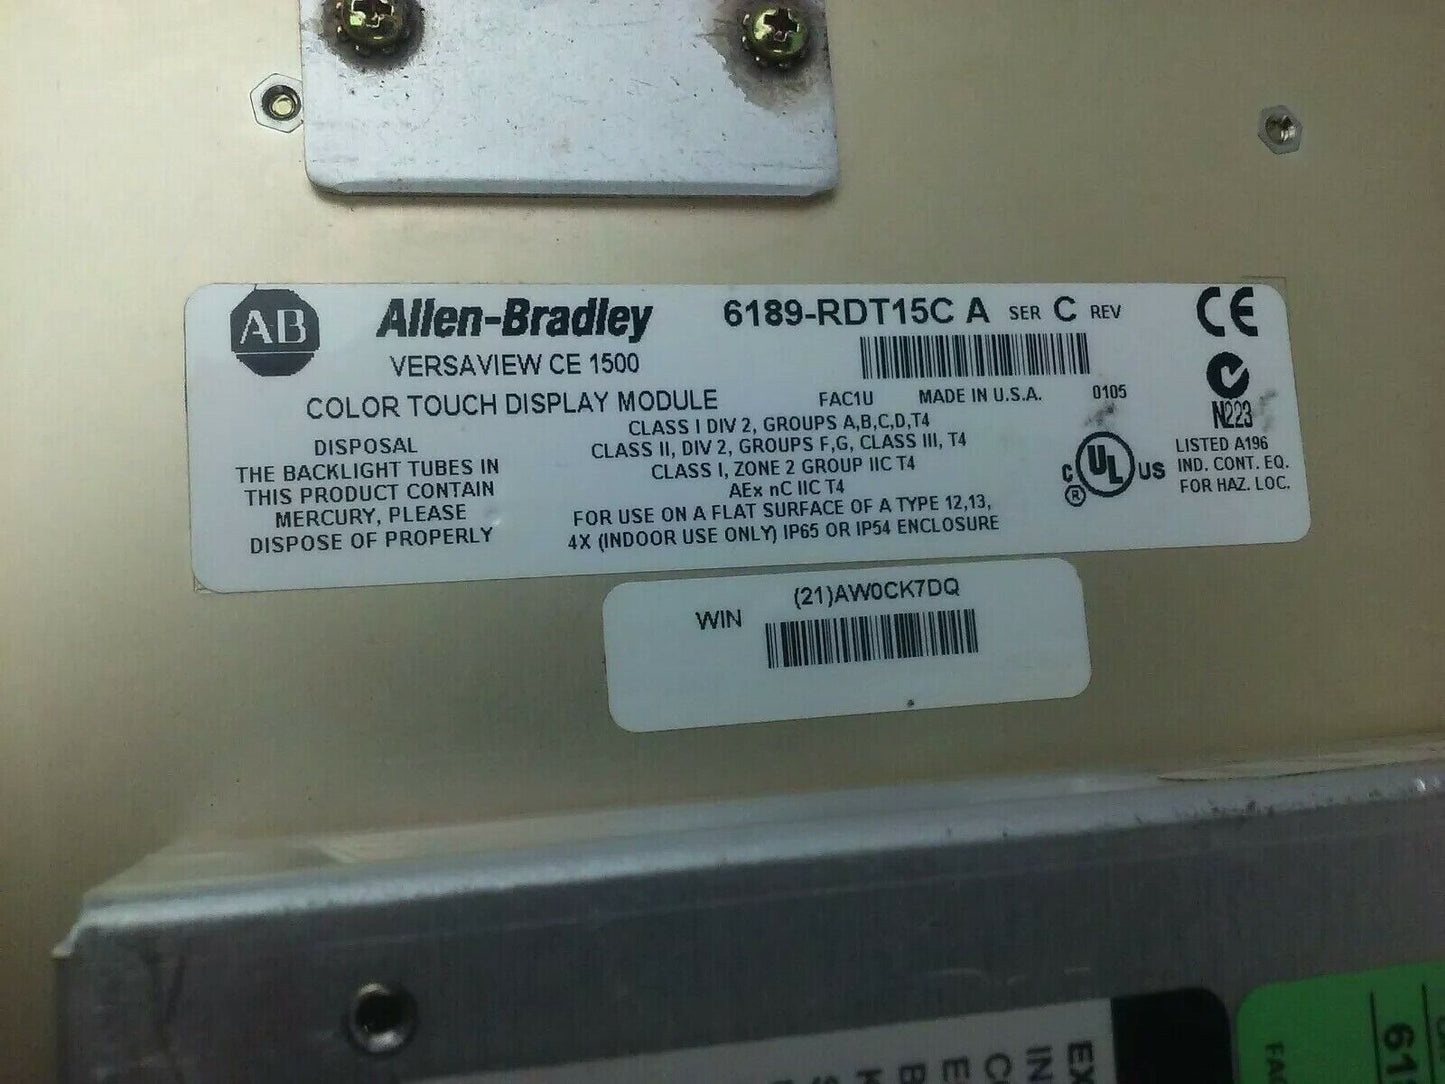 AB Allen-Bradley 6189-RDT15C A SER C REV CE
VERSAVIEW CE 1500
COLOR TOUCH DISPLAY MODULE
FAC1U MADE IN U.S.A. 0105
N223
DISPOSAL
THE BACKLIGHT TUBES IN
THIS PRODUCT CONTAIN
MERCURY, PLEASE
DISPOSE OF PROPERLY
CLASS I DIV 2, GROUPS A,B,C,D,T4
CLASS II, DIV 2, GROUPS F,G, CLASS III, T4
CLASS I, ZONE 2 GROUP IIC T4
AEx nC IIC T4
FOR USE ON A FLAT SURFACE OF A TYPE 12,13,
4X (INDOOR USE ONLY) IP65 OR IP54 ENCLOSURE
C UL US ®
LISTED A196
IND. CONT. EQ.
FOR HAZ. LOC.
WIN (21)AW0CK7DQ
EX
IN